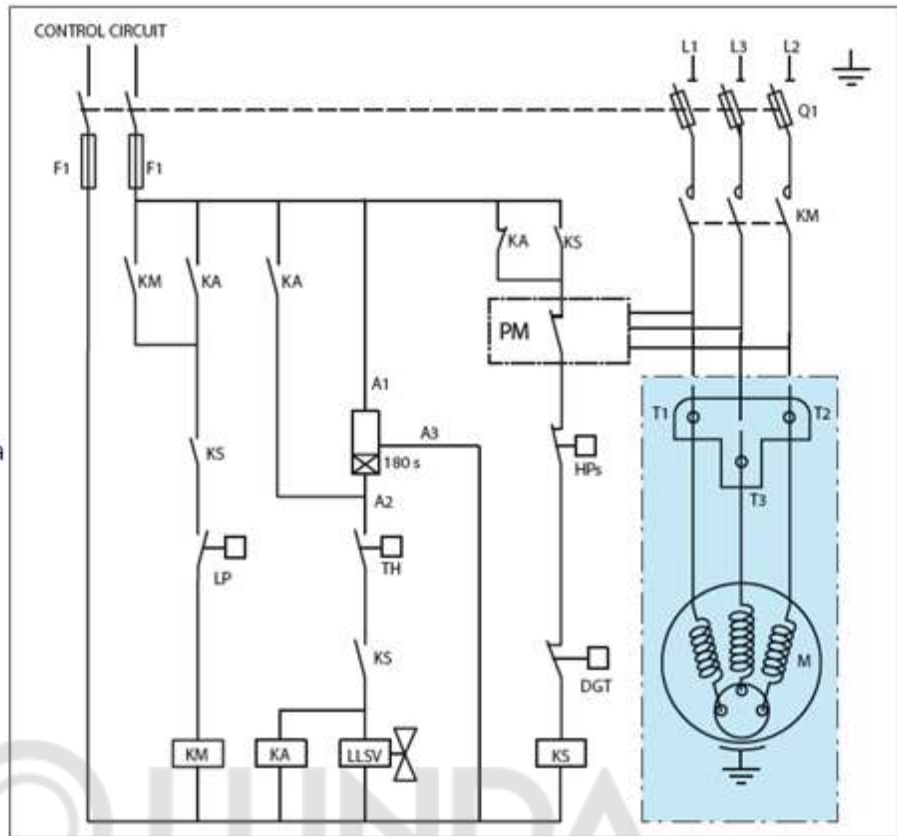 CONTROL CIRCUIT
L1 L3 L2
Q1
F1 F1
KM
KA KS
KM KA KA
PM
A1
T1 T2
A3
a
KS 180 s HPs
A2 T3
LP TH
KS M
DGT
KM KA LLSV KS
LUNDA